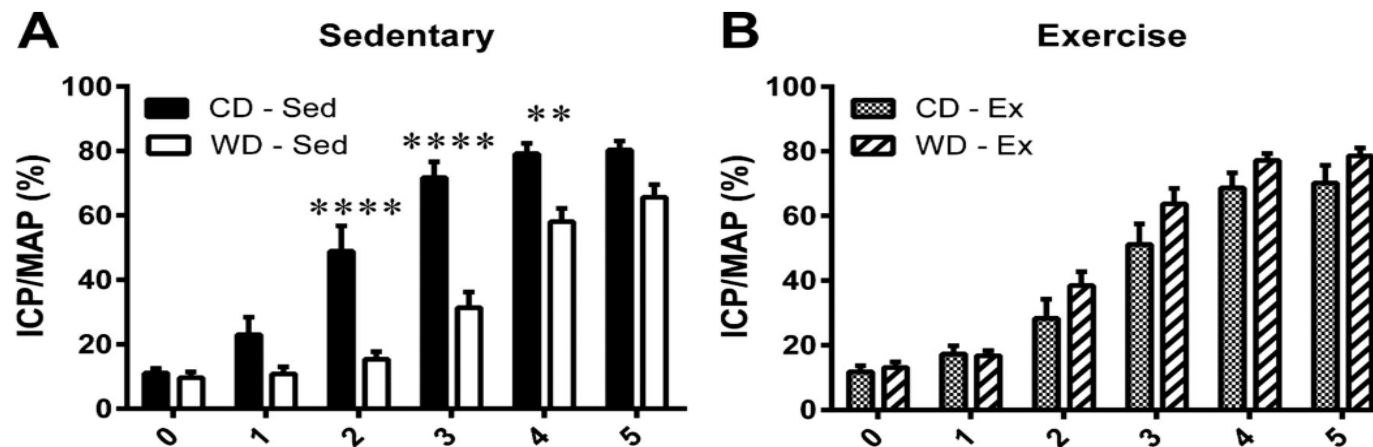 A
Sedentary
ICP/MAP (%)
100
80
60
40
20
0
CD - Sed
WD - Sed
****
****
**
0 1 2 3 4 5
B
Exercise
ICP/MAP (%)
100
80
60
40
20
0
CD - Ex
WD - Ex
0 1 2 3 4 5